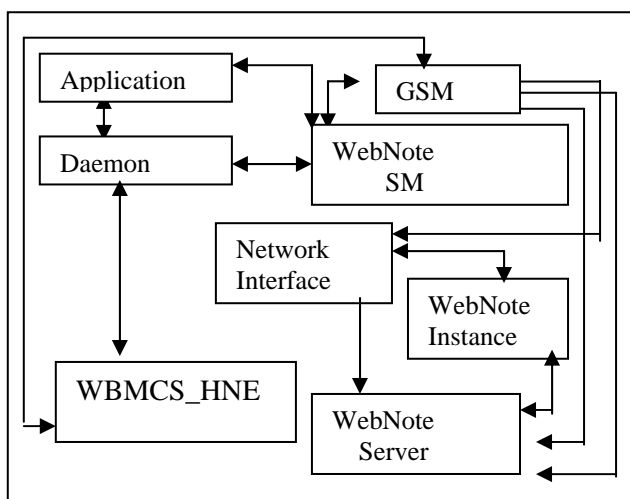 Application
GSM
Daemon
WebNote
SM
Network
Interface
WebNote
Instance
WBMCS_HNE
WebNote
Server